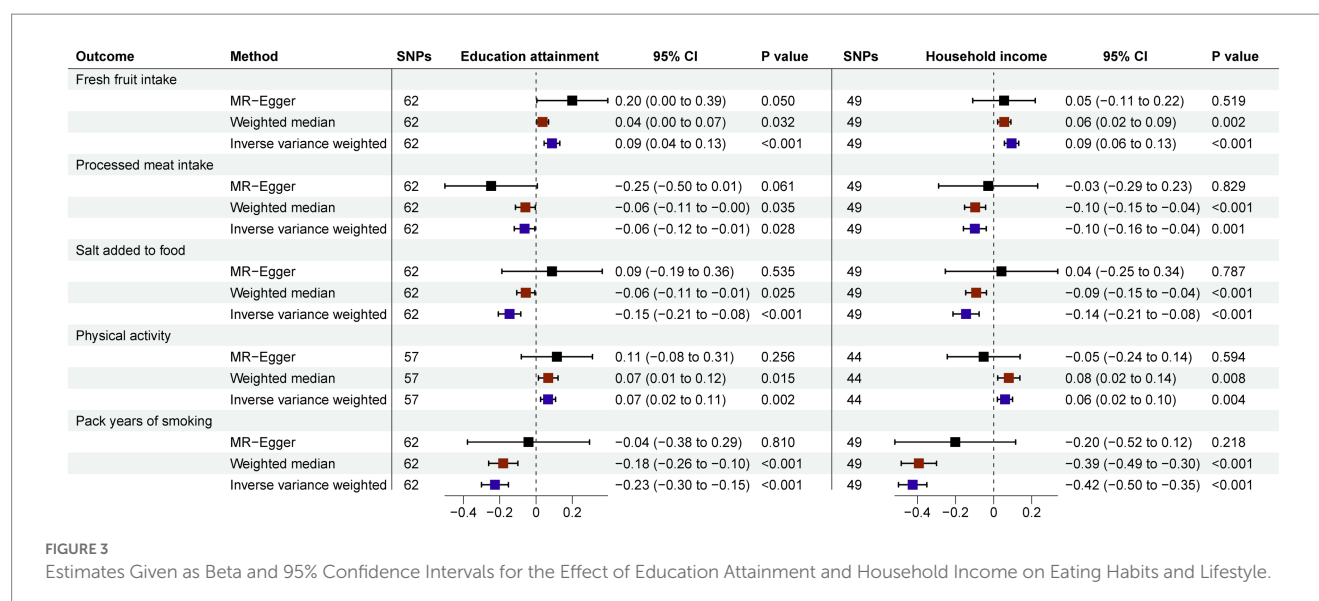 Outcome Method SNPs Education attainment 95% CI P value SNPs Household income 95% CI P value
Fresh fruit intake
MR−Egger 62 0.20 (0.00 to 0.39) 0.050 49 0.05 (−0.11 to 0.22) 0.519
Weighted median 62 0.04 (0.00 to 0.07) 0.032 49 0.06 (0.02 to 0.09) 0.002
Inverse variance weighted 62 0.09 (0.04 to 0.13) <0.001 49 0.09 (0.06 to 0.13) <0.001
Processed meat intake
MR−Egger 62 −0.25 (−0.50 to 0.01) 0.061 49 −0.03 (−0.29 to 0.23) 0.829
Weighted median 62 −0.06 (−0.11 to −0.00) 0.035 49 −0.10 (−0.15 to −0.04) <0.001
Inverse variance weighted 62 −0.06 (−0.12 to −0.01) 0.028 49 −0.10 (−0.16 to −0.04) 0.001
Salt added to food
MR−Egger 62 0.09 (−0.19 to 0.36) 0.535 49 0.04 (−0.25 to 0.34) 0.787
Weighted median 62 −0.06 (−0.11 to −0.01) 0.025 49 −0.09 (−0.15 to −0.04) <0.001
Inverse variance weighted 62 −0.15 (−0.21 to −0.08) <0.001 49 −0.14 (−0.21 to −0.08) <0.001
Physical activity
MR−Egger 57 0.11 (−0.08 to 0.31) 0.256 44 −0.05 (−0.24 to 0.14) 0.594
Weighted median 57 0.07 (0.01 to 0.12) 0.015 44 0.08 (0.02 to 0.14) 0.008
Inverse variance weighted 57 0.07 (0.02 to 0.11) 0.002 44 0.06 (0.02 to 0.10) 0.004
Pack years of smoking
MR−Egger 62 −0.04 (−0.38 to 0.29) 0.810 49 −0.20 (−0.52 to 0.12) 0.218
Weighted median 62 −0.18 (−0.26 to −0.10) <0.001 49 −0.39 (−0.49 to −0.30) <0.001
Inverse variance weighted 62 −0.23 (−0.30 to −0.15) <0.001 49 −0.42 (−0.50 to −0.35) <0.001
−0.4 −0.2 0 0.2 −0.4 −0.2 0 0.2
FIGURE 3
Estimates Given as Beta and 95% Confidence Intervals for the Effect of Education Attainment and Household Income on Eating Habits and Lifestyle.